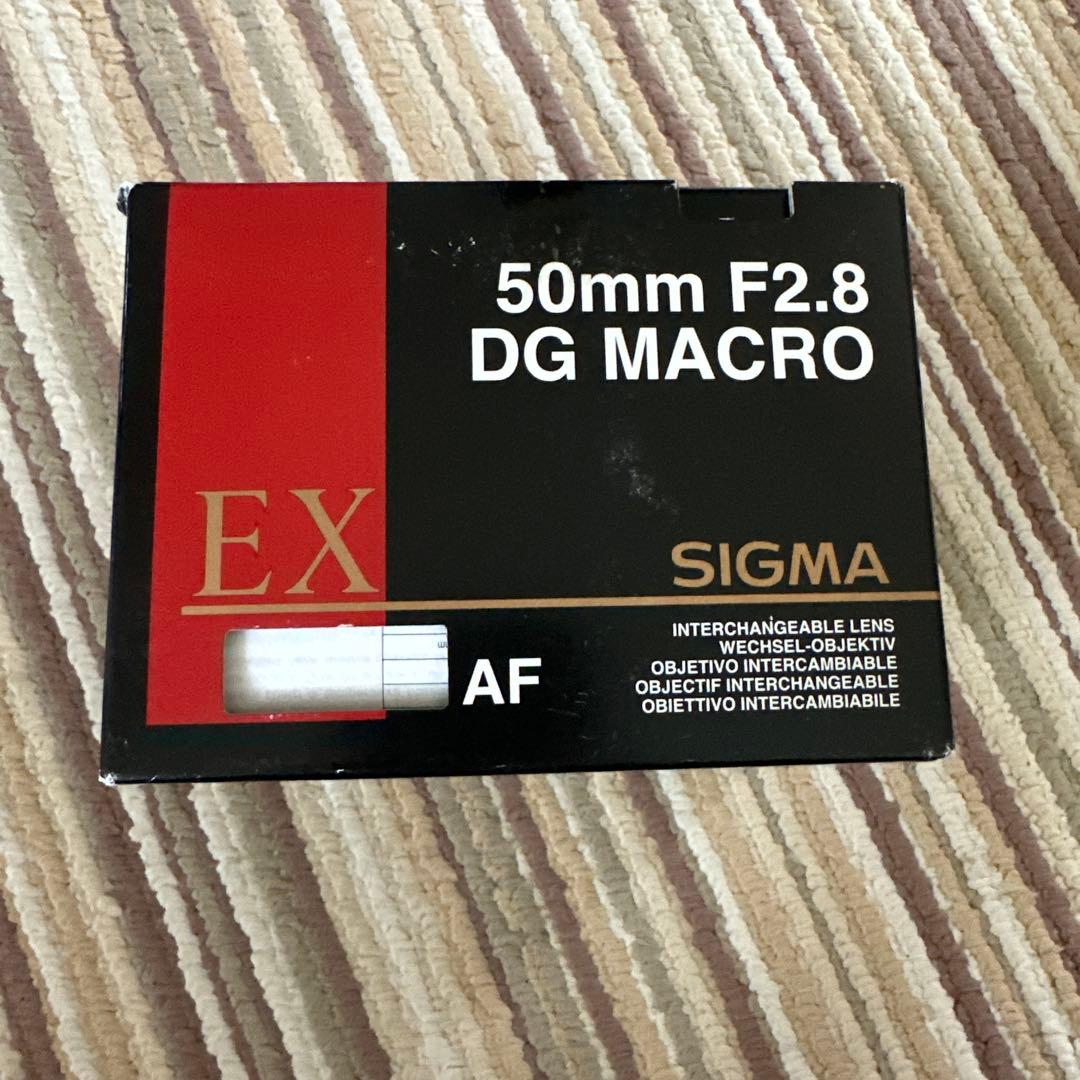 50mm F2.8
DG MACRO
EX
SIGMA
AF
INTERCHANGEABLE LENS
WECHSEL-OBJEKTIV
OBJETIVO INTERCAMBIABLE
OBJECTIF INTERCHANGEABLE
OBIETTIVO INTERCAMBIABILE